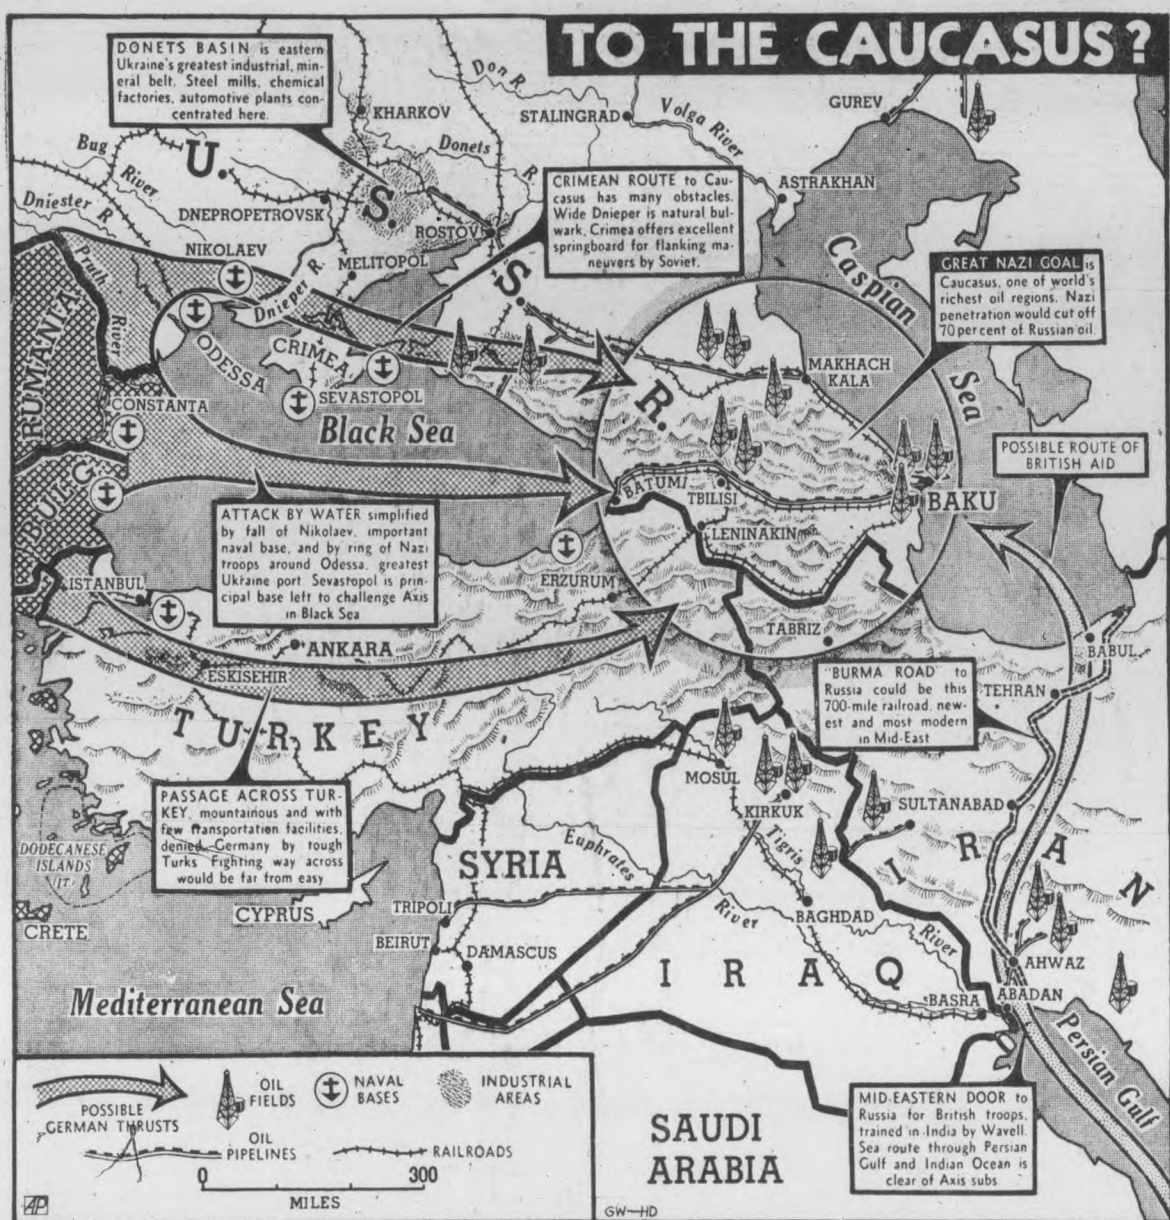 TO THE CAUCASUS?
DONETS BASIN is eastern
Ukraine's greatest industrial, min-
eral belt. Steel mills, chemical
factories, automotive plants con-
centrated here.
KHARKOV
Don R.
STALINGRAD
Volga River
GUREV
Bug
River
U.
Donets
R.
ASTRAKHAN
Dniester R.
DNEPROPETROVSK
S.
ROSTOV
CRIMEAN ROUTE to Cau-
casus has many obstacles.
Wide Dnieper is natural bul-
wark, Crimea offers excellent
springboard for flanking ma-
neuvers by Soviet.
NIKOLAEV
MELITOPOL
Pruth
River
Dnieper R.
S.
Caspian
Sea
GREAT NAZI GOAL is
Caucasus, one of world's
richest oil regions. Nazi
penetration would cut off
70 percent of Russian oil.
RUMANIA
ODESSA
CRIMEA
MAKHACH
KALA
CONSTANTA
SEVASTOPOL
R.
Black Sea
POSSIBLE ROUTE OF
BRITISH AID
BULG.
BATUMI
TBILISI
BAKU
ATTACK BY WATER simplified
by fall of Nikolaev, important
naval base, and by ring of Nazi
troops around Odessa, greatest
Ukraine port. Sevastopol is prin-
cipal base left to challenge Axis
in Black Sea
LENINAKIN
ISTANBUL
ERZURUM
ANKARA
TABRIZ
BABUL
ESKISEHIR
"BURMA ROAD" to
Russia could be this
700-mile railroad, new-
est and most modern
in Mid-East
TEHRAN
TURKEY
MOSUL
PASSAGE ACROSS TUR-
KEY, mountainous and with
few transportation facilities,
denied Germany by tough
Turks Fighting way across
would be far from easy
KIRKUK
SULTANABAD
DODECANESE
ISLANDS
(IT.)
SYRIA
Euphrates
River
Tigris
River
IRAN
CYPRUS
TRIPOLI
BAGHDAD
CRETE
BEIRUT
DAMASCUS
IRAQ
AHWAZ
Mediterranean Sea
BASRA
ABADAN
Persian Gulf
POSSIBLE
GERMAN THRUSTS
OIL
FIELDS
NAVAL
BASES
INDUSTRIAL
AREAS
OIL
PIPELINES
RAILROADS
0 300
MILES
SAUDI
ARABIA
MID-EASTERN DOOR to
Russia for British troops,
trained in India by Wavell.
Sea route through Persian
Gulf and Indian Ocean is
clear of Axis subs
AP
GW—HD